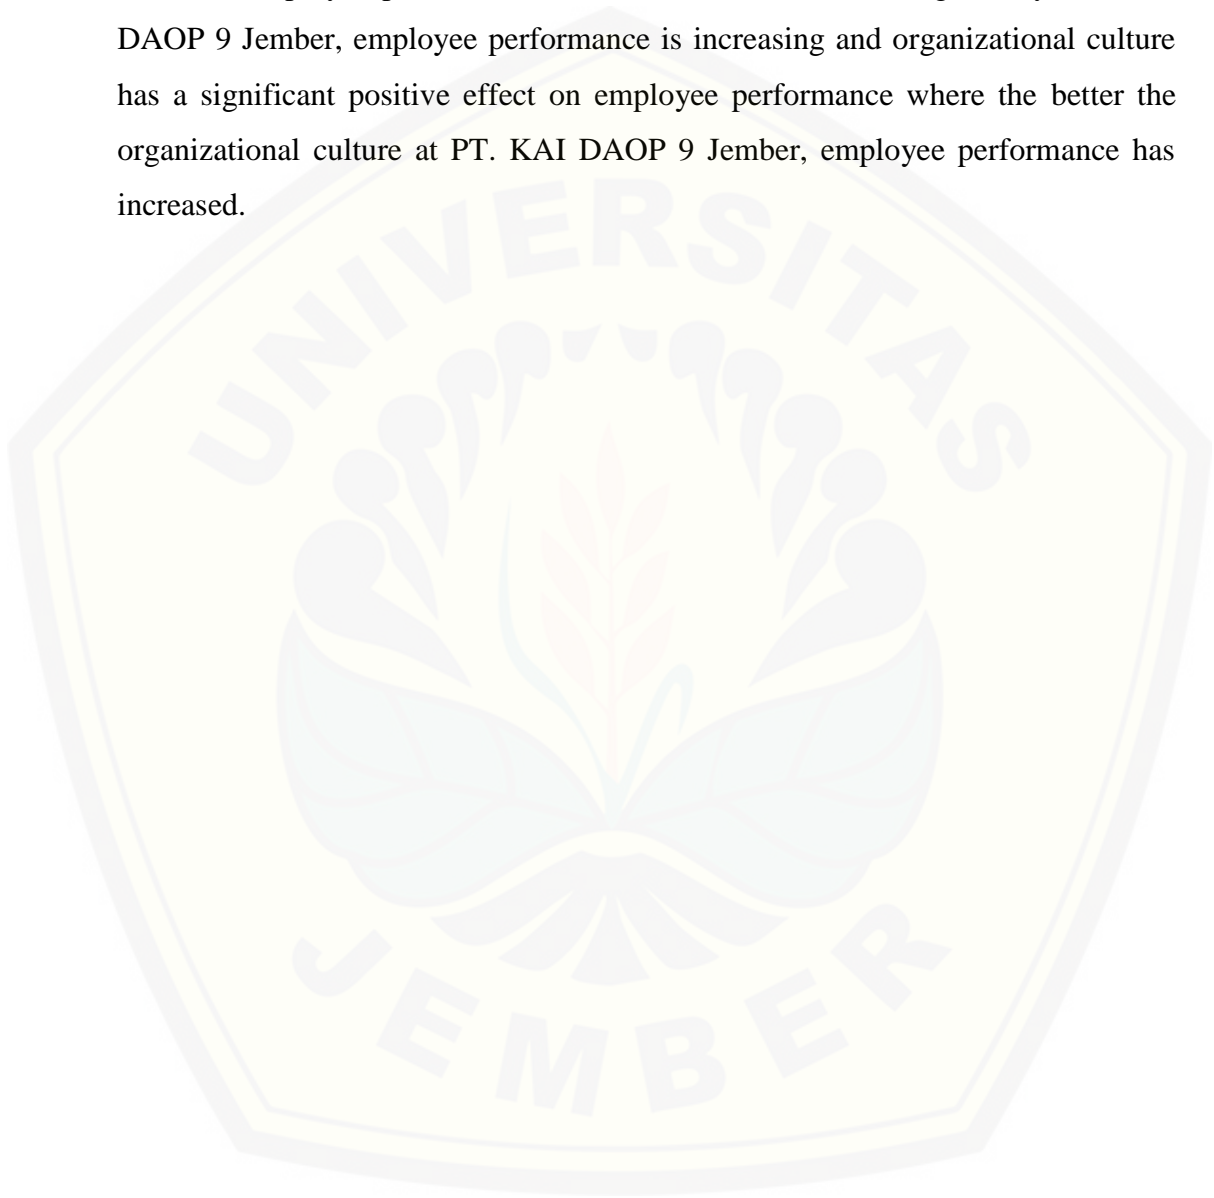 DAOP 9 Jember, employee performance is increasing and organizational culture
has a significant positive effect on employee performance where the better the
organizational culture at PT. KAI DAOP 9 Jember, employee performance has
increased.
UNIVERSITAS
JEMBER